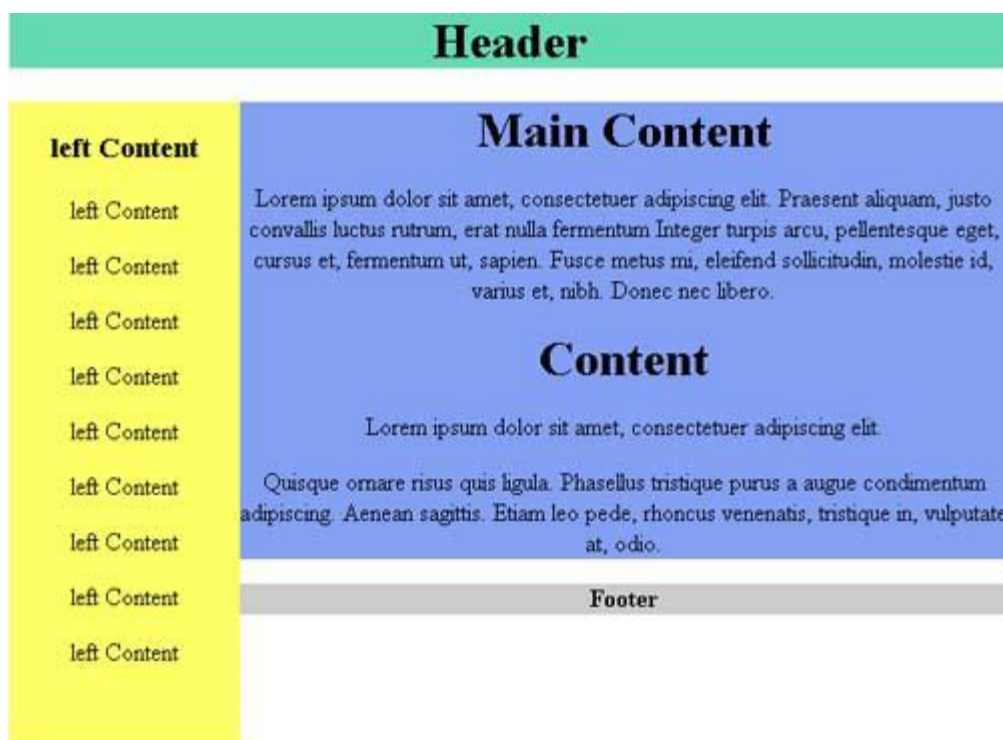 Header
left Content
left Content
left Content
left Content
left Content
left Content
left Content
left Content
left Content
left Content
Main Content
Lorem ipsum dolor sit amet, consectetuer adipiscing elit. Praesent aliquam, justo
convallis luctus rutrum, erat nulla fermentum Integer turpis arcu, pellentesque eget,
cursus et, fermentum ut, sapien. Fusce metus mi, eleifend sollicitudin, molestie id,
varius et, nibh. Donec nec libero.
Content
Lorem ipsum dolor sit amet, consectetuer adipiscing elit.
Quisque ornare risus quis ligula. Phasellus tristique purus a augue condimentum
adipiscing. Aenean sagittis. Etiam leo pede, rhoncus venenatis, tristique in, vulputate
at, odio.
Footer